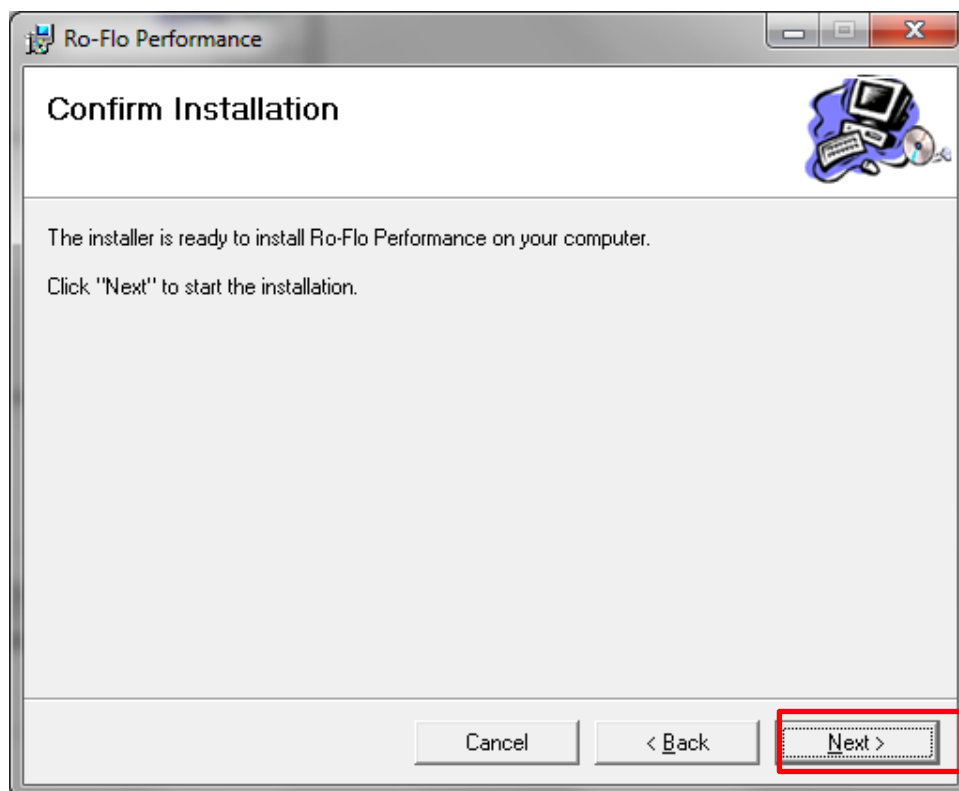 Ro-Flo Performance
Confirm Installation
The installer is ready to install Ro-Flo Performance on your computer.
Click "Next" to start the installation.
Cancel
< Back
Next >